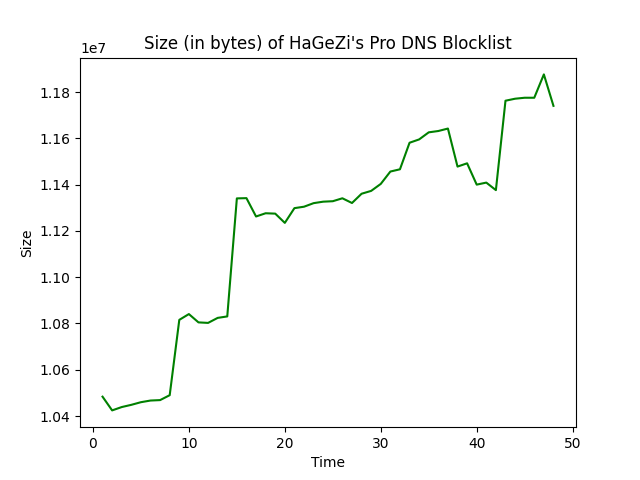 Size (in bytes) of HaGeZi's Pro DNS Blocklist
1e7
1.18
1.16
1.14
1.12
1.10
1.08
1.06
1.04
Size
0 10 20 30 40 50
Time